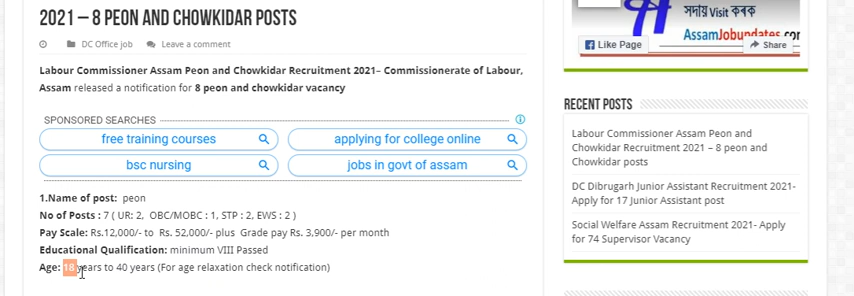 2021 – 8 PEON AND CHOWKIDAR POSTS
DC Office job Leave a comment
Labour Commissioner Assam Peon and Chowkidar Recruitment 2021– Commissionerate of Labour,
Assam released a notification for 8 peon and chowkidar vacancy
SPONSORED SEARCHES
free training courses
applying for college online
bsc nursing
jobs in govt of assam
1.Name of post: peon
No of Posts : 7 ( UR: 2, OBC/MOBC : 1, STP : 2, EWS : 2 )
Pay Scale: Rs.12,000/- to Rs. 52,000/- plus Grade pay Rs. 3,900/- per month
Educational Qualification: minimum VIII Passed
Age: 18 years to 40 years (For age relaxation check notification)
সদায় Visit কৰক
AssamJobupdates.com
Like Page
Share
RECENT POSTS
Labour Commissioner Assam Peon and
Chowkidar Recruitment 2021 – 8 peon and
Chowkidar posts
DC Dibrugarh Junior Assistant Recruitment 2021-
Apply for 17 Junior Assistant post
Social Welfare Assam Recruitment 2021- Apply
for 74 Supervisor Vacancy